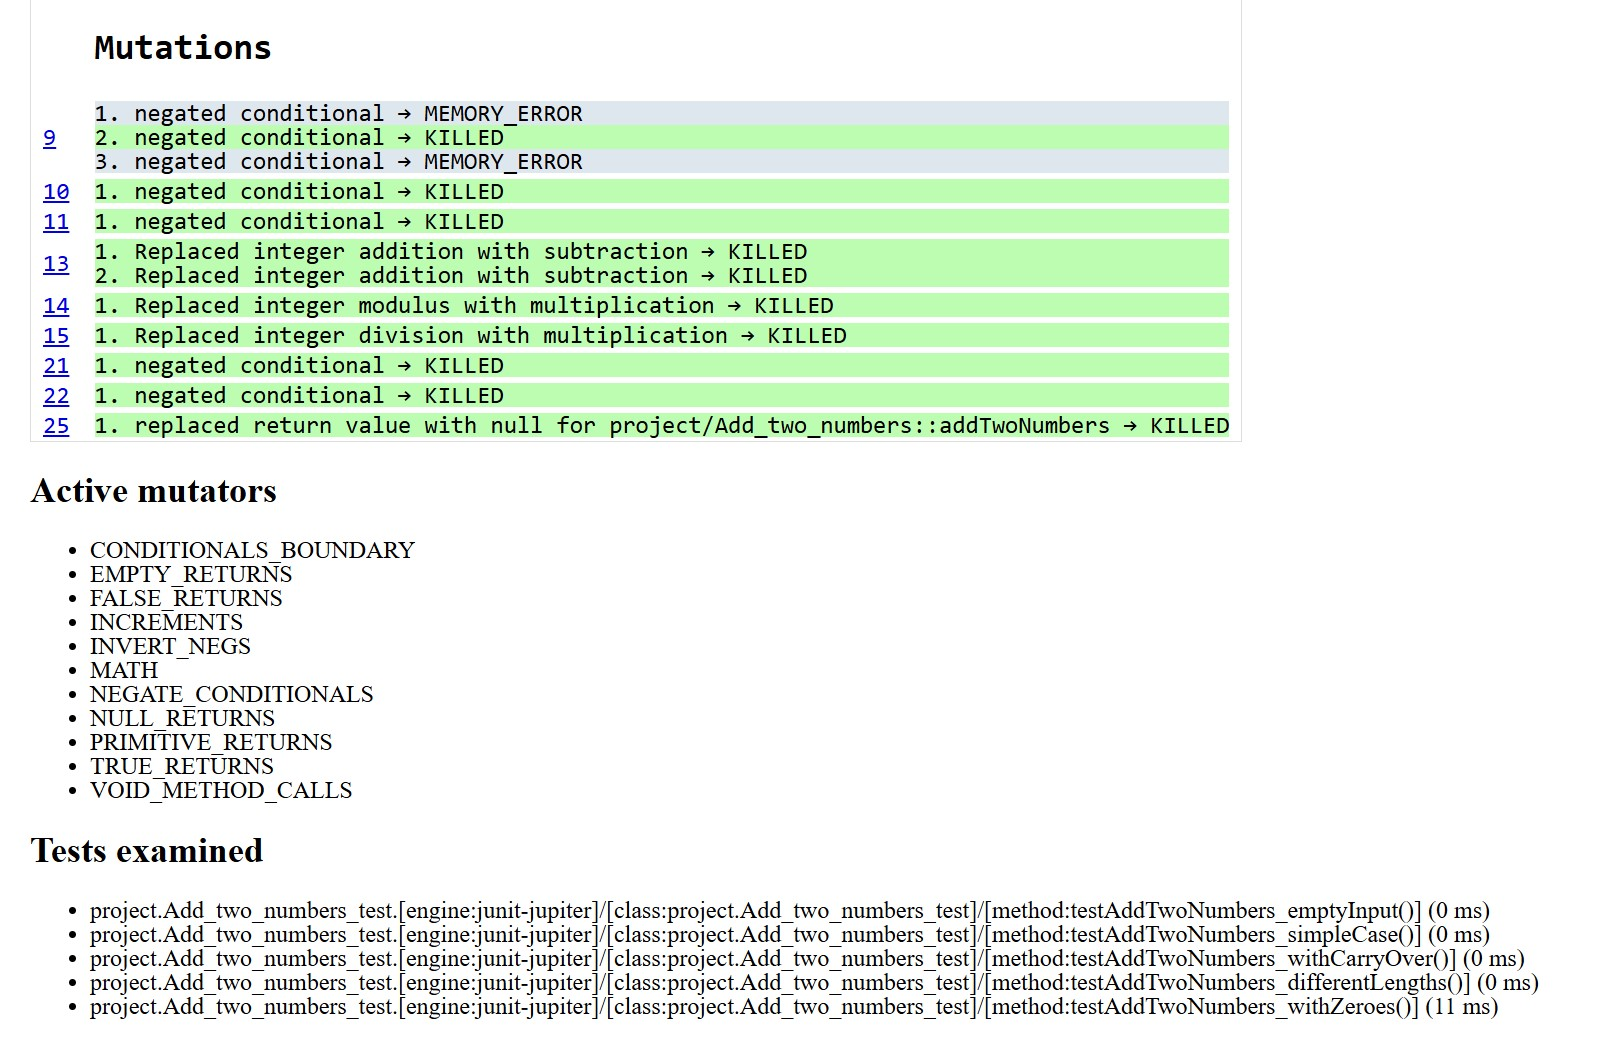 Mutations
1. negated conditional → MEMORY_ERROR
9 2. negated conditional → KILLED
3. negated conditional → MEMORY_ERROR
10 1. negated conditional → KILLED
11 1. negated conditional → KILLED
1. Replaced integer addition with subtraction → KILLED
13
2. Replaced integer addition with subtraction → KILLED
14 1. Replaced integer modulus with multiplication → KILLED
15 1. Replaced integer division with multiplication → KILLED
21 1. negated conditional → KILLED
22 1. negated conditional → KILLED
25 1. replaced return value with null for project/Add_two_numbers::addTwoNumbers → KILLED
Active mutators
• CONDITIONALS_BOUNDARY
• EMPTY_RETURNS
• FALSE_RETURNS
• INCREMENTS
• INVERT_NEGS
• MATH
• NEGATE_CONDITIONALS
• NULL_RETURNS
• PRIMITIVE_RETURNS
• TRUE_RETURNS
• VOID_METHOD_CALLS
Tests examined
• project.Add_two_numbers_test.[engine:junit-jupiter]/[class:project.Add_two_numbers_test]/[method:testAddTwoNumbers_emptyInput()] (0 ms)
• project.Add_two_numbers_test.[engine:junit-jupiter]/[class:project.Add_two_numbers_test]/[method:testAddTwoNumbers_simpleCase()] (0 ms)
• project.Add_two_numbers_test.[engine:junit-jupiter]/[class:project.Add_two_numbers_test]/[method:testAddTwoNumbers_withCarryOver()] (0 ms)
• project.Add_two_numbers_test.[engine:junit-jupiter]/[class:project.Add_two_numbers_test]/[method:testAddTwoNumbers_differentLengths()] (0 ms)
• project.Add_two_numbers_test.[engine:junit-jupiter]/[class:project.Add_two_numbers_test]/[method:testAddTwoNumbers_withZeroes()] (11 ms)